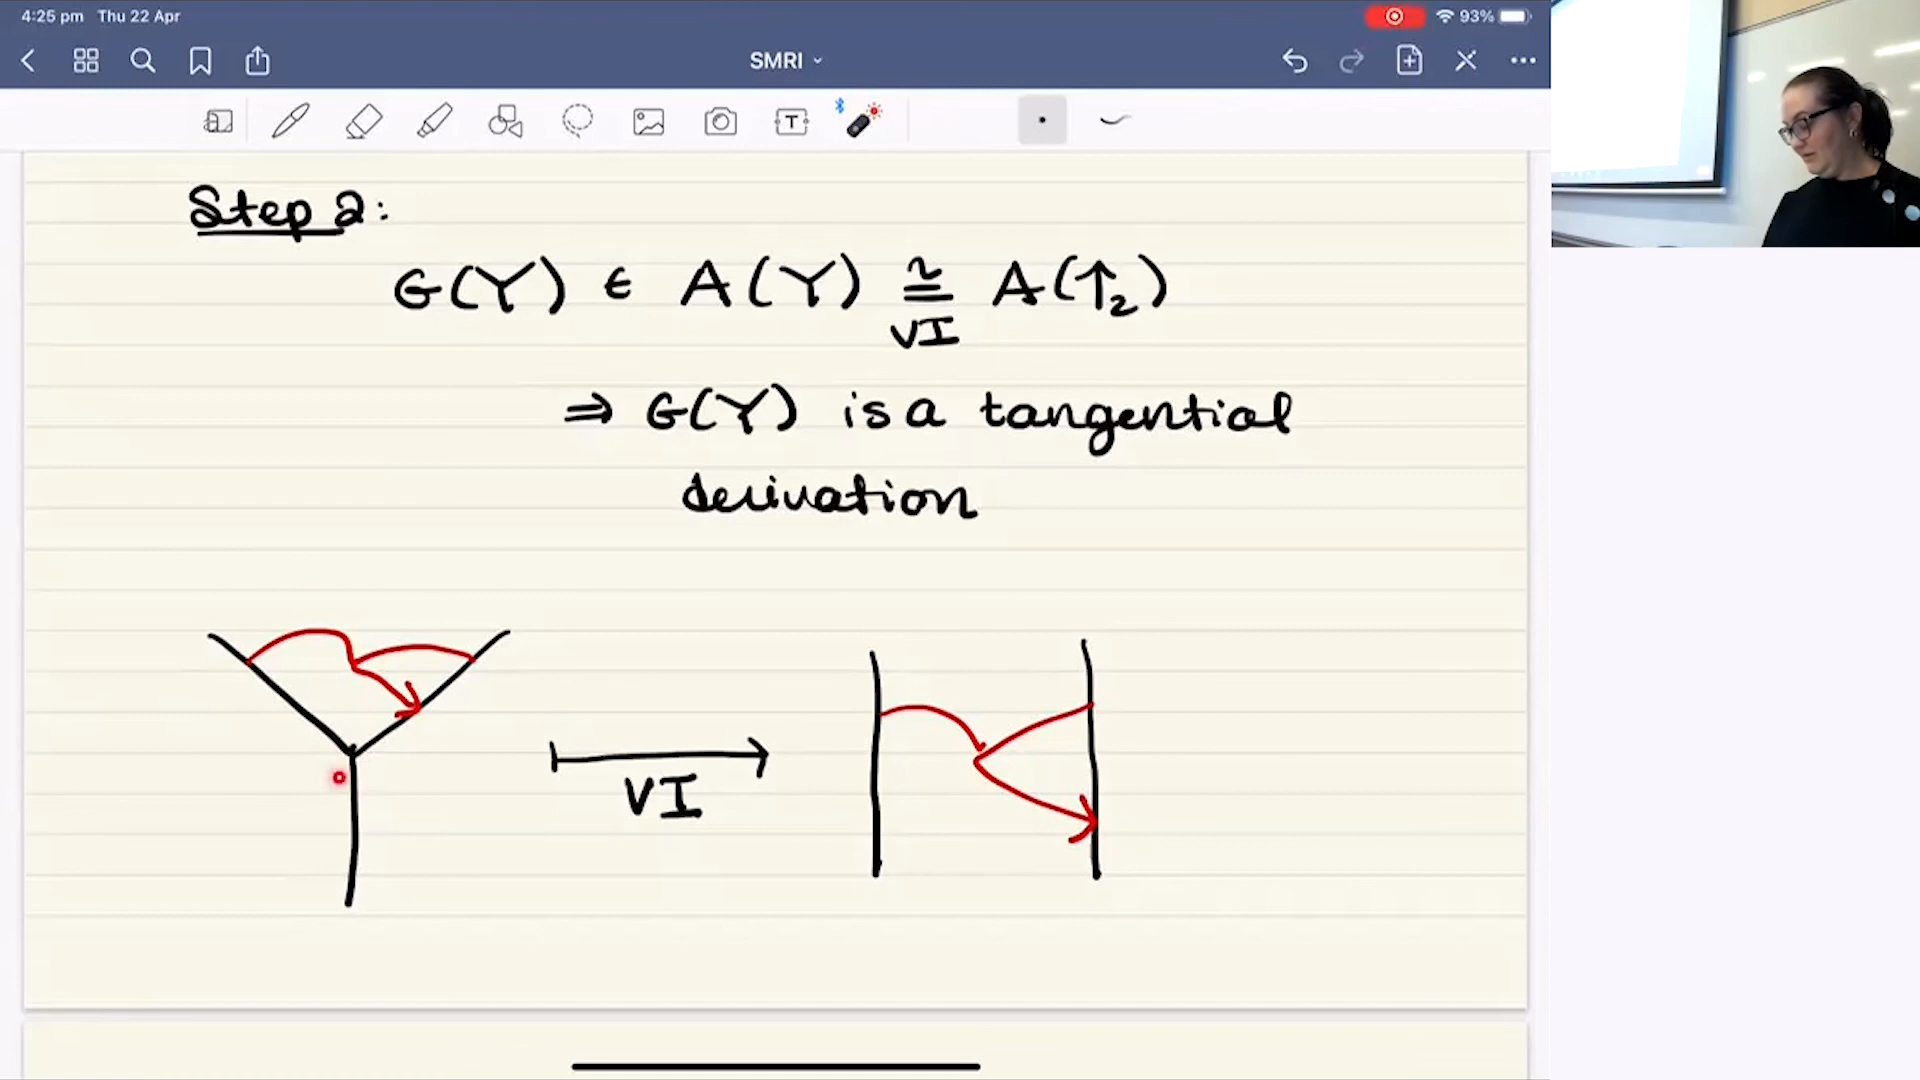 4:25 pm Thu 22 Apr
93%
SMRI
T
Step 2:
G(Y) ∈ A(Y) ≅ A(↑₂)
VI
⇒ G(Y) is a tangential
derivation
VI